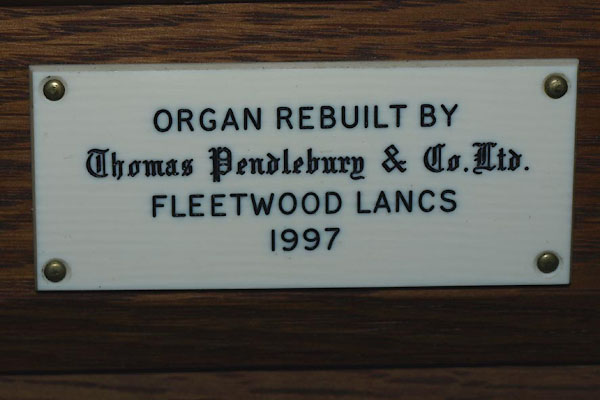 ORGAN REBUILT BY
Thomas Pendlebury & Co. Ltd.
FLEETWOOD LANCS
1997